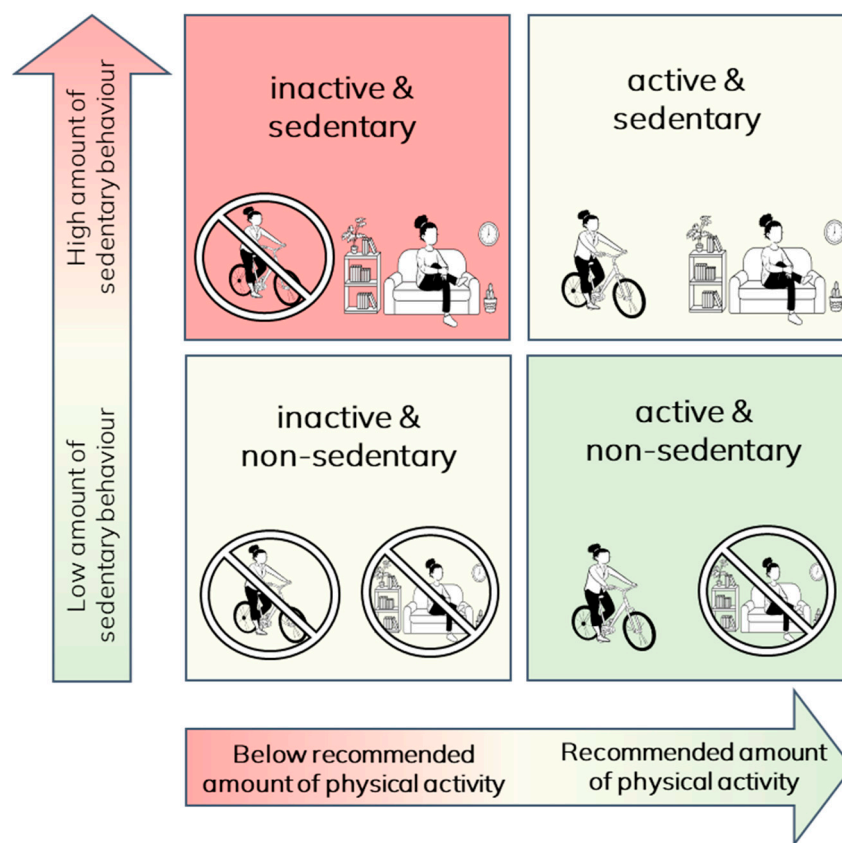 High amount of
sedentary behaviour
Low amount of
sedentary behaviour
inactive &
sedentary
active &
sedentary
inactive &
non-sedentary
active &
non-sedentary
Below recommended
amount of physical activity
Recommended amount
of physical activity